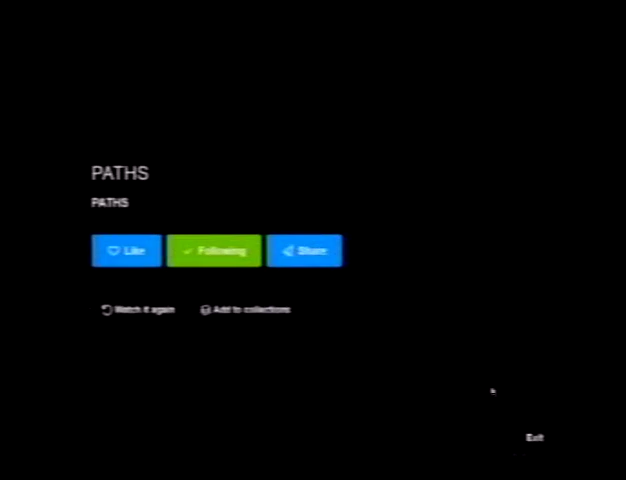 PATHS
PATHS
Like Following Share
Watch it again Add to collections
Exit